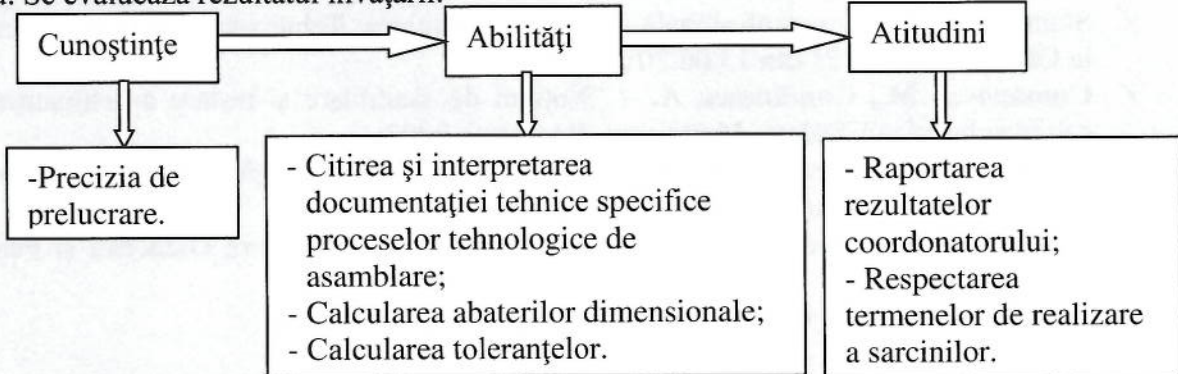 Se evaluează rezultatul învăţării.
Cunoştinţe
Abilităţi
Atitudini
-Precizia de
prelucrare.
- Citirea şi interpretarea
documentaţiei tehnice specifice
proceselor tehnologice de
asamblare;
- Calcularea abaterilor dimensionale;
- Calcularea toleranţelor.
- Raportarea
rezultatelor
coordonatorului;
- Respectarea
termenelor de realizare
a sarcinilor.